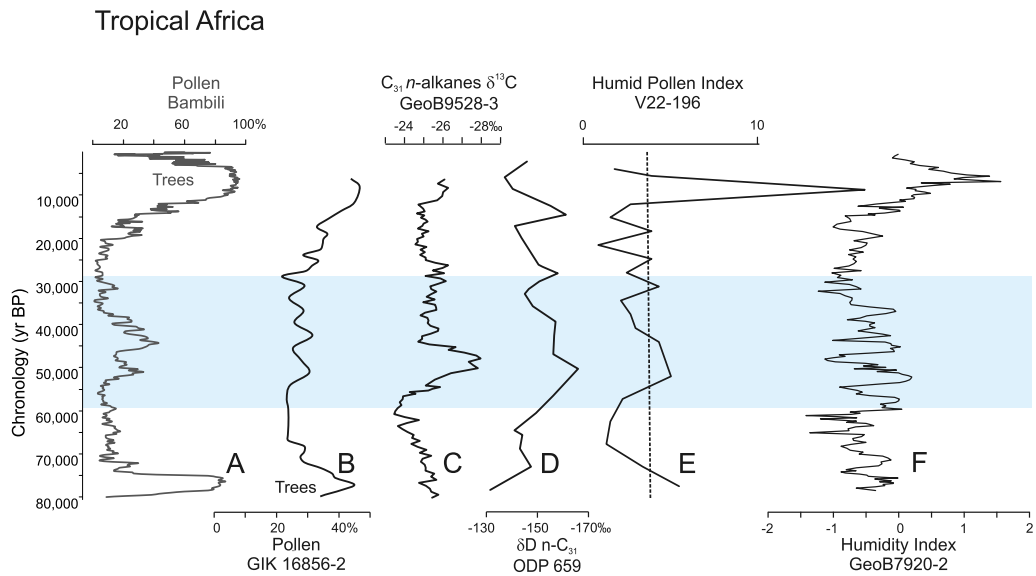 Tropical Africa
Pollen
Bambili
20 60 100%
C31 n-alkanes δ13C
GeoB9528-3
-24 -26 -28‰
Humid Pollen Index
V22-196
0 10
Trees
Chronology (yr BP)
10,000
20,000
30,000
40,000
50,000
60,000
70,000
80,000
A B C D E F
Trees
0 20 40%
Pollen
GIK 16856-2
-130 -150 -170‰
δD n-C31
ODP 659
-2 -1 0 1 2
Humidity Index
GeoB7920-2